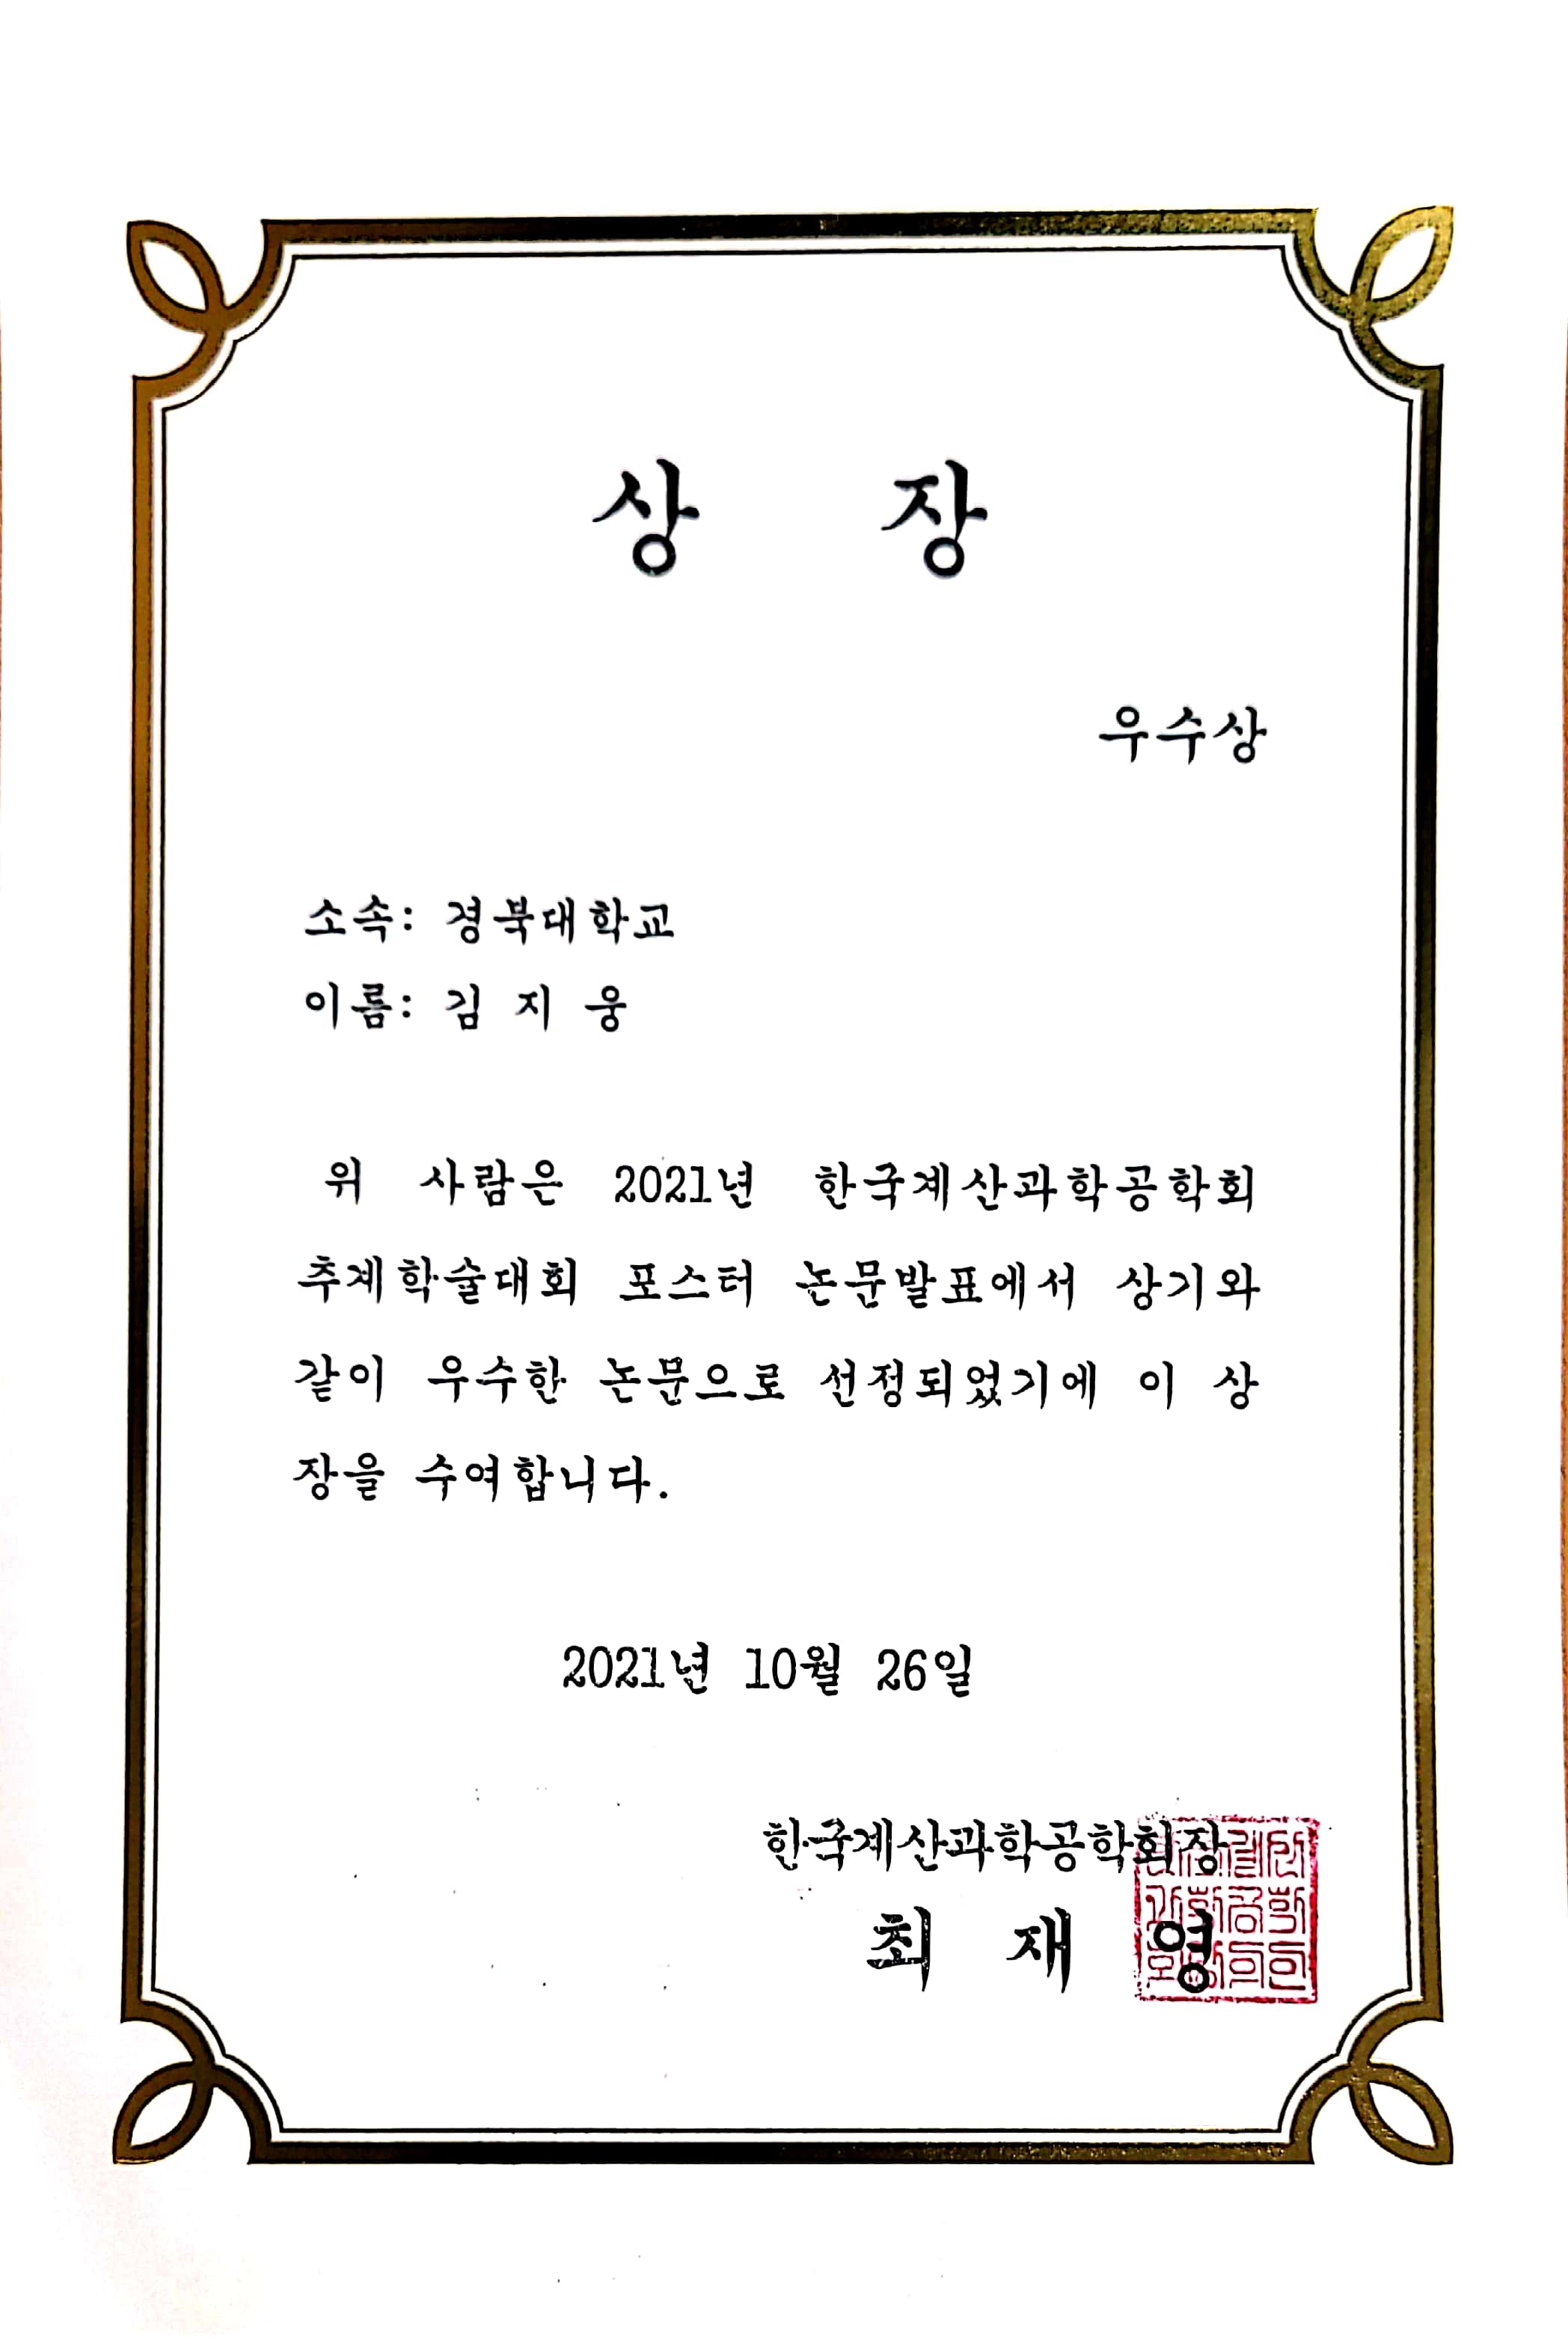 상 장
우수상
소속: 경북대학교
이름: 김 지 웅
위 사람은 2021년 한국계산과학공학회
추계학술대회 포스터 논문발표에서 상기와
같이 우수한 논문으로 선정되었기에 이 상
장을 수여합니다.
2021년 10월 26일
한국계산과학공학회장
최 재 영